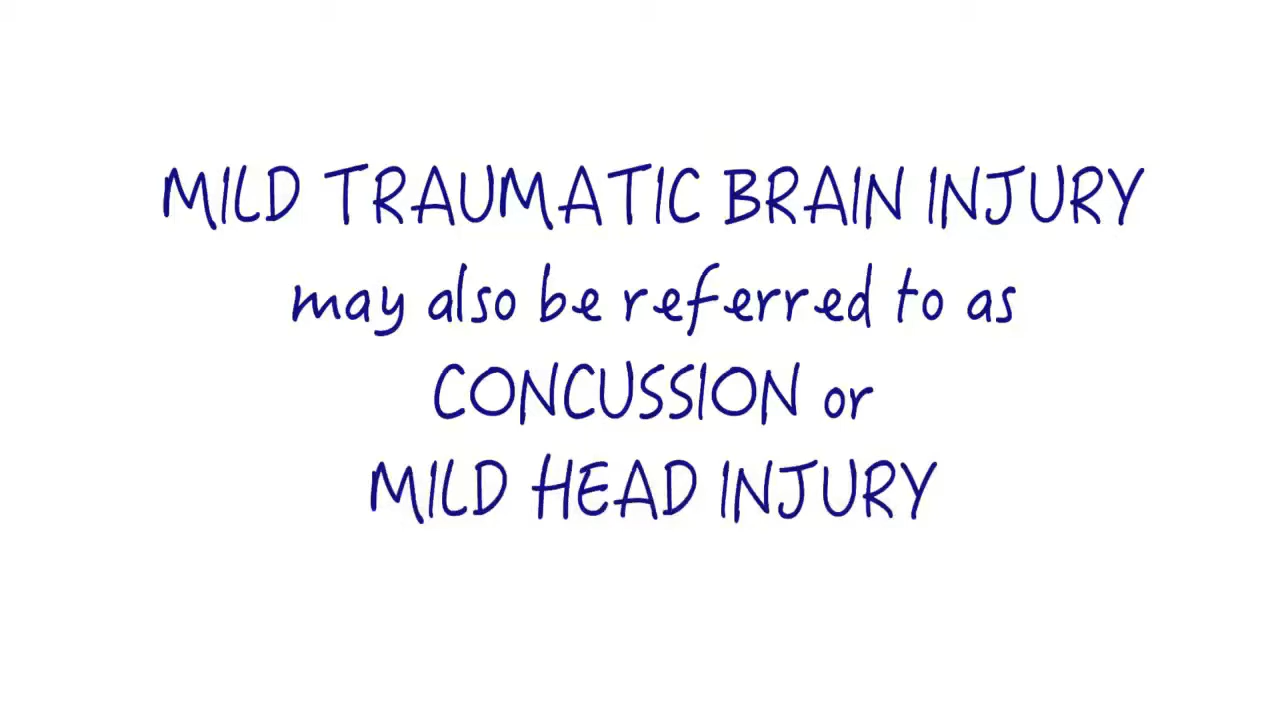 MILD TRAUMATIC BRAIN INJURY
may also be referred to as
CONCUSSION or
MILD HEAD INJURY